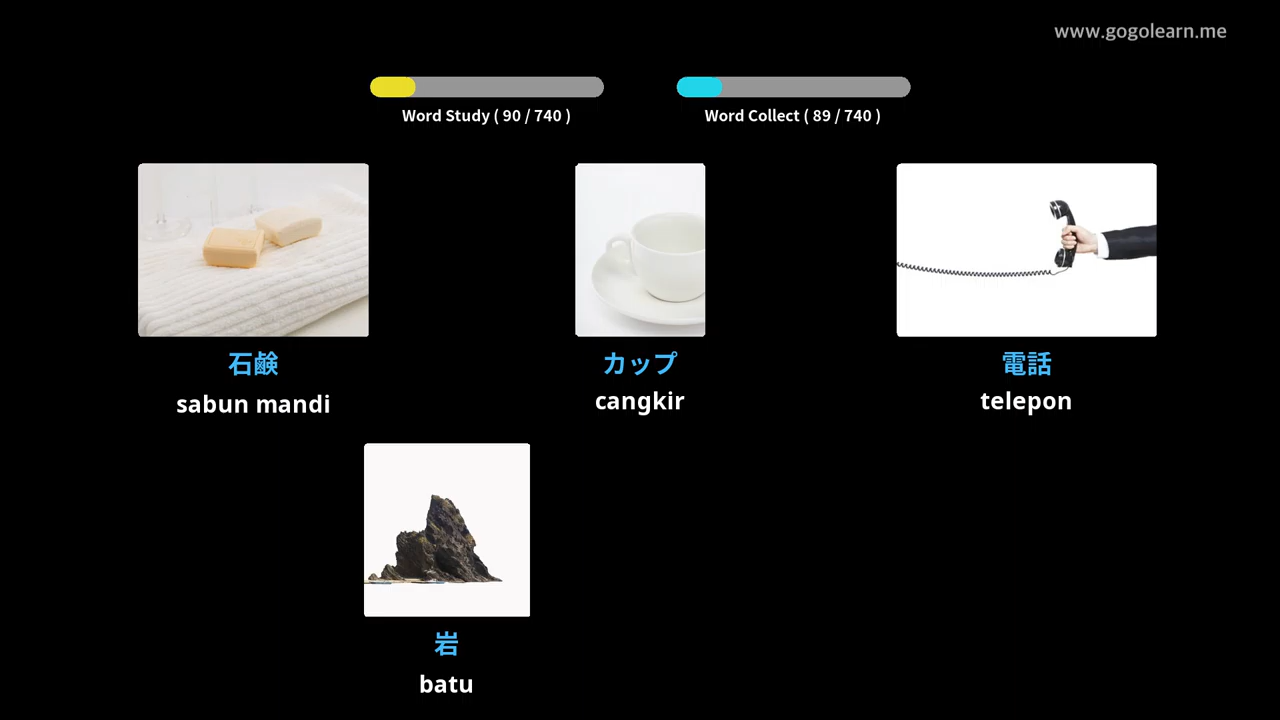 www.gogolearn.me
Word Study ( 90 / 740 )
Word Collect ( 89 / 740 )
石鹸
sabun mandi
カップ
cangkir
電話
telepon
岩
batu